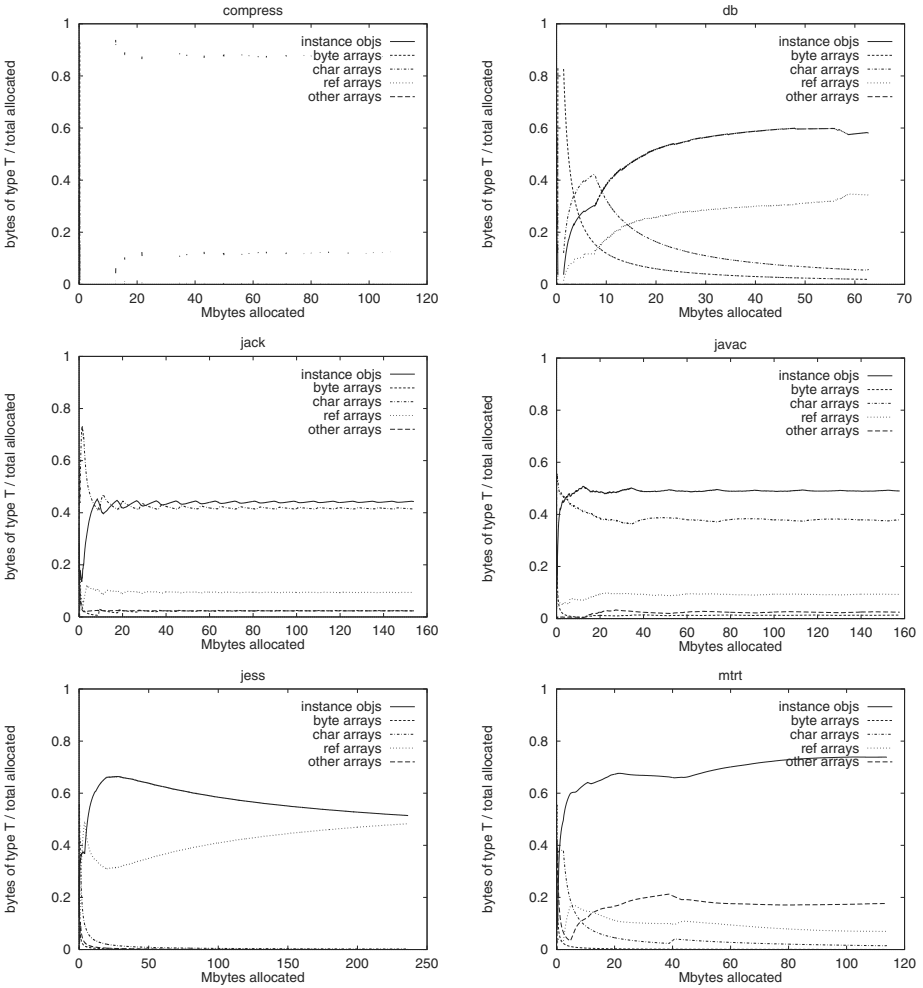 compress
bytes of type T / total allocated
1
0.8
0.6
0.4
0.2
0
instance objs
byte arrays
char arrays
ref arrays
other arrays
0 20 40 60 80 100 120
Mbytes allocated
db
bytes of type T / total allocated
1
0.8
0.6
0.4
0.2
0
instance objs
byte arrays
char arrays
ref arrays
other arrays
0 10 20 30 40 50 60 70
Mbytes allocated
jack
bytes of type T / total allocated
1
0.8
0.6
0.4
0.2
0
instance objs
byte arrays
char arrays
ref arrays
other arrays
0 20 40 60 80 100 120 140 160
Mbytes allocated
javac
bytes of type T / total allocated
1
0.8
0.6
0.4
0.2
0
instance objs
byte arrays
char arrays
ref arrays
other arrays
0 20 40 60 80 100 120 140 160
Mbytes allocated
jess
bytes of type T / total allocated
1
0.8
0.6
0.4
0.2
0
instance objs
byte arrays
char arrays
ref arrays
other arrays
0 50 100 150 200 250
Mbytes allocated
mtrt
bytes of type T / total allocated
1
0.8
0.6
0.4
0.2
0
instance objs
byte arrays
char arrays
ref arrays
other arrays
0 20 40 60 80 100 120
Mbytes allocated